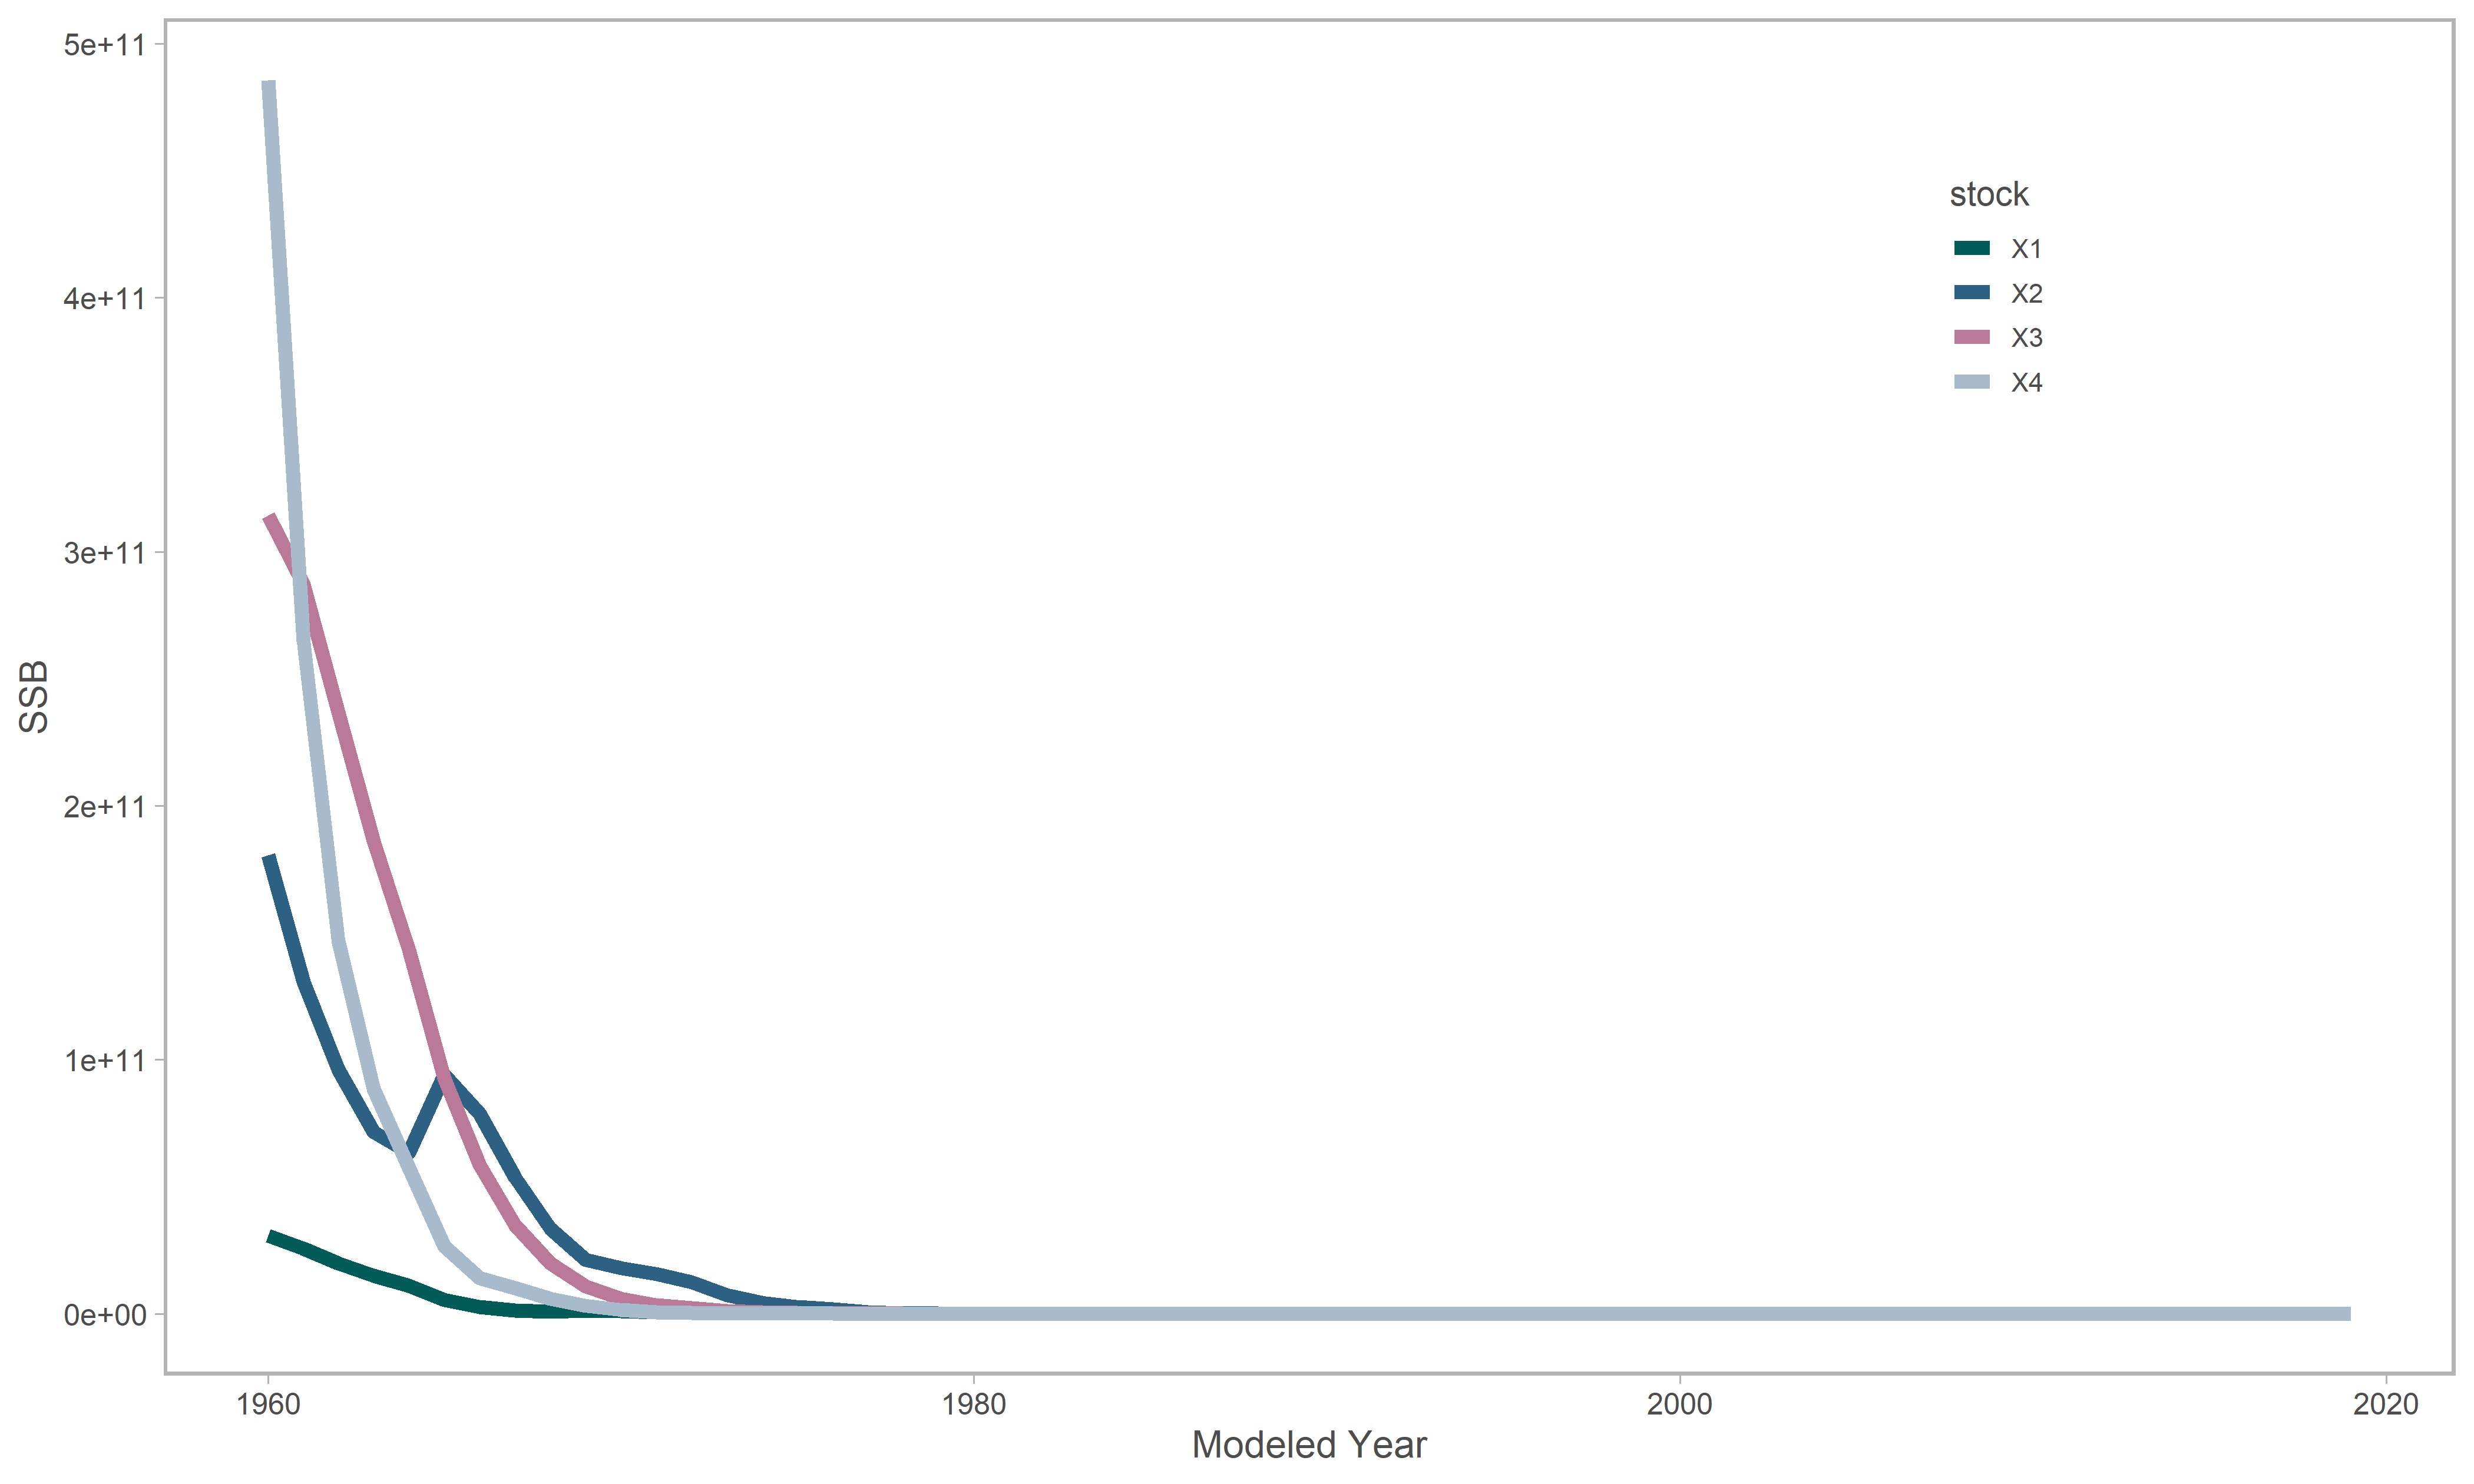 5e+11
4e+11
3e+11
2e+11
1e+11
0e+00
SSB
stock
X1
X2
X3
X4
1960 1980 2000 2020
Modeled Year